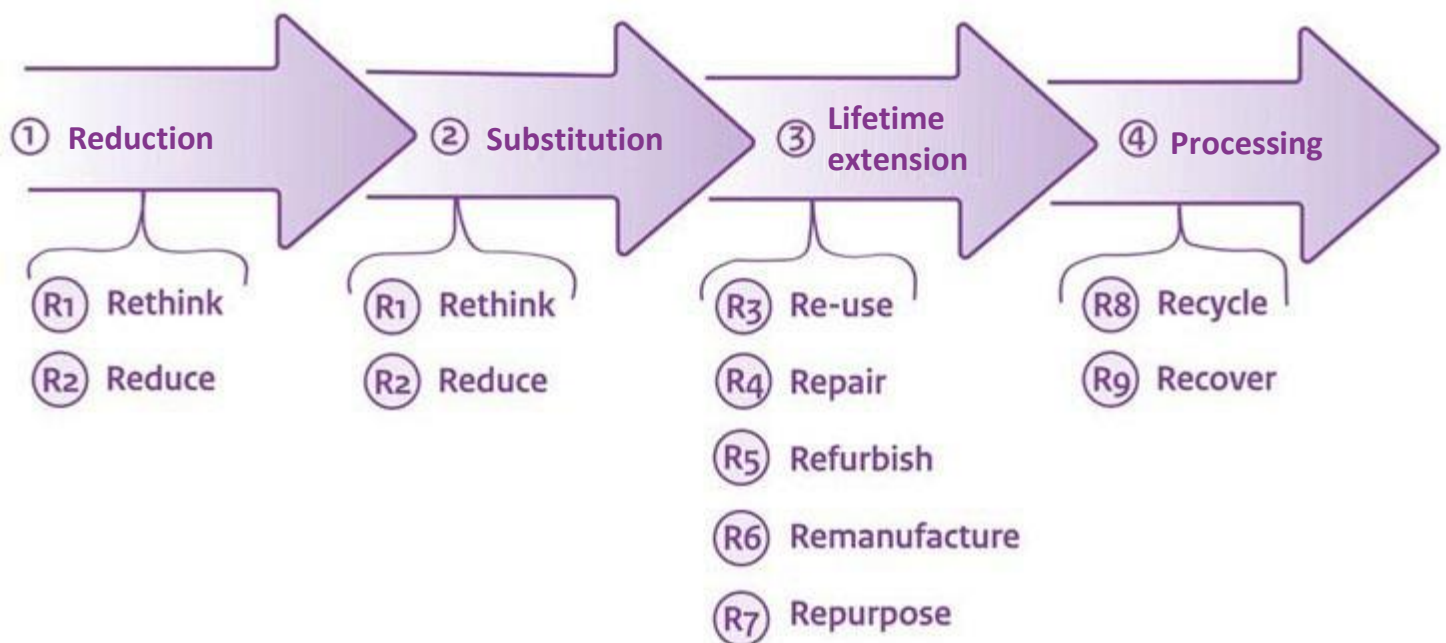 ① Reduction
R1 Rethink
R2 Reduce
② Substitution
R1 Rethink
R2 Reduce
③ Lifetime
extension
R3 Re-use
R4 Repair
R5 Refurbish
R6 Remanufacture
R7 Repurpose
④ Processing
R8 Recycle
R9 Recover